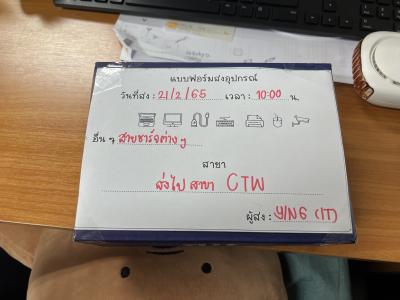 แบบฟอร์มส่งอุปกรณ์
วันที่ส่ง : 21/2/65 เวลา : 10:00 น.
อื่น ๆ สายชาร์จต่าง ๆ
สาขา
ส่งไป สาขา CTW
ผู้ส่ง : YING (IT)